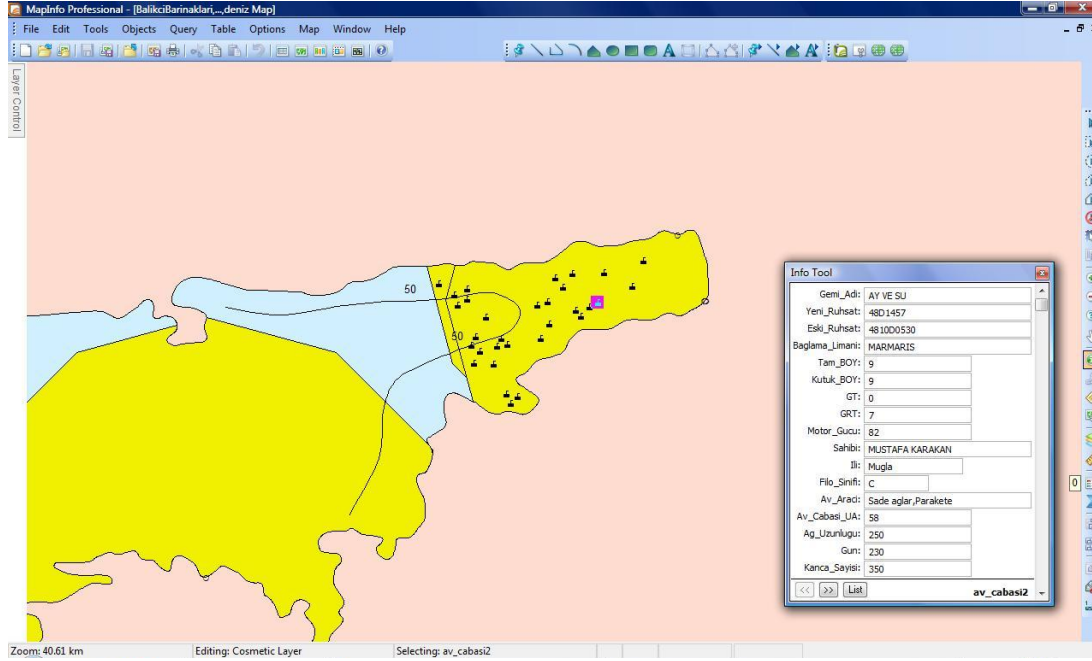 MapInfo Professional - [BalikciBarinaklari,...,deniz Map]
File Edit Tools Objects Query Table Options Map Window Help
Layer Control
50
50
Info Tool
Gemi_Adi: AY VE SU
Yeni_Ruhsat: 48D1457
Eski_Ruhsat: 4810D0530
Baglama_Limani: MARMARIS
Tam_BOY: 9
Kutuk_BOY: 9
GT: 0
GRT: 7
Motor_Gucu: 82
Sahibi: MUSTAFA KARAKAN
Ili: Mugla
Filo_Sinifi: C
Av_Araci: Sade aglar,Parakete
Av_Cabasi_UA: 58
Ag_Uzunlugu: 250
Gun: 230
Kanca_Sayisi: 350
<< >> List av_cabasi2
0
Zoom: 40.61 km Editing: Cosmetic Layer Selecting: av_cabasi2